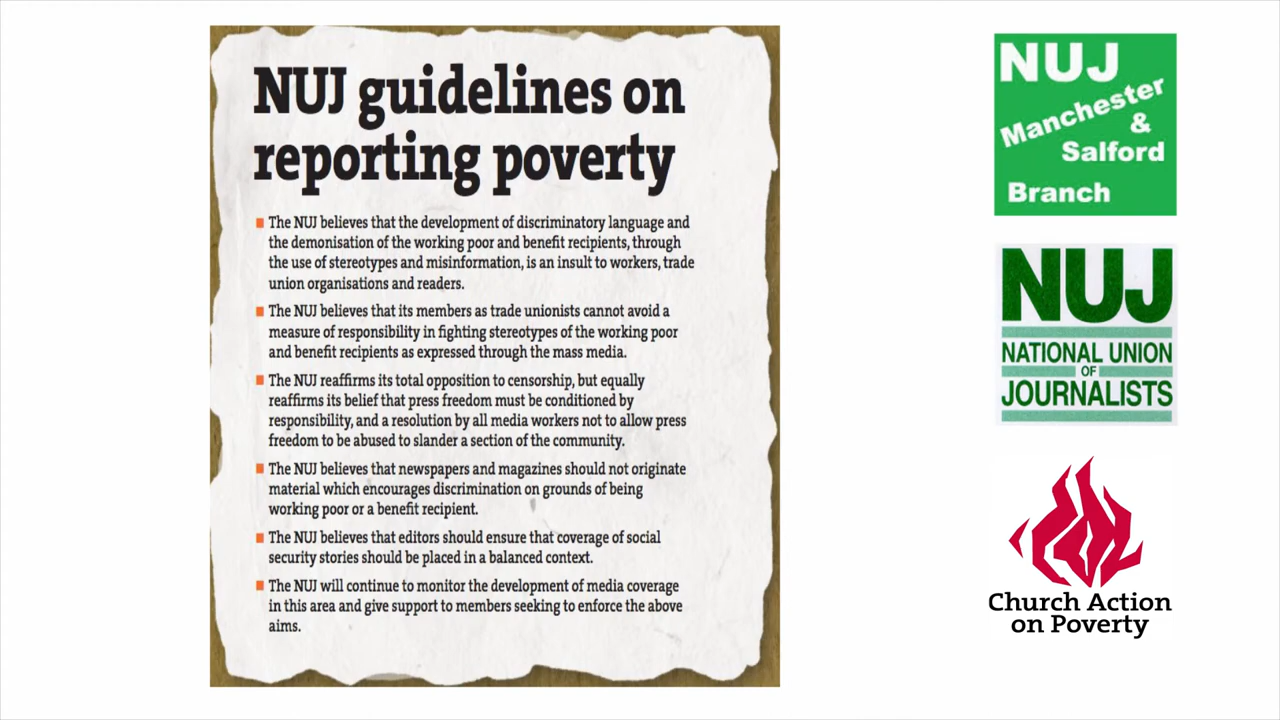 NUJ guidelines on
reporting poverty
The NUJ believes that the development of discriminatory language and
the demonisation of the working poor and benefit recipients, through
the use of stereotypes and misinformation, is an insult to workers, trade
union organisations and readers.
The NUJ believes that its members as trade unionists cannot avoid a
measure of responsibility in fighting stereotypes of the working poor
and benefit recipients as expressed through the mass media.
The NUJ reaffirms its total opposition to censorship, but equally
reaffirms its belief that press freedom must be conditioned by
responsibility, and a resolution by all media workers not to allow press
freedom to be abused to slander a section of the community.
The NUJ believes that newspapers and magazines should not originate
material which encourages discrimination on grounds of being
working poor or a benefit recipient.
The NUJ believes that editors should ensure that coverage of social
security stories should be placed in a balanced context.
The NUJ will continue to monitor the development of media coverage
in this area and give support to members seeking to enforce the above
aims.
NUJ
Manchester
&
Salford
Branch
NUJ
NATIONAL UNION
OF
JOURNALISTS
Church Action
on Poverty